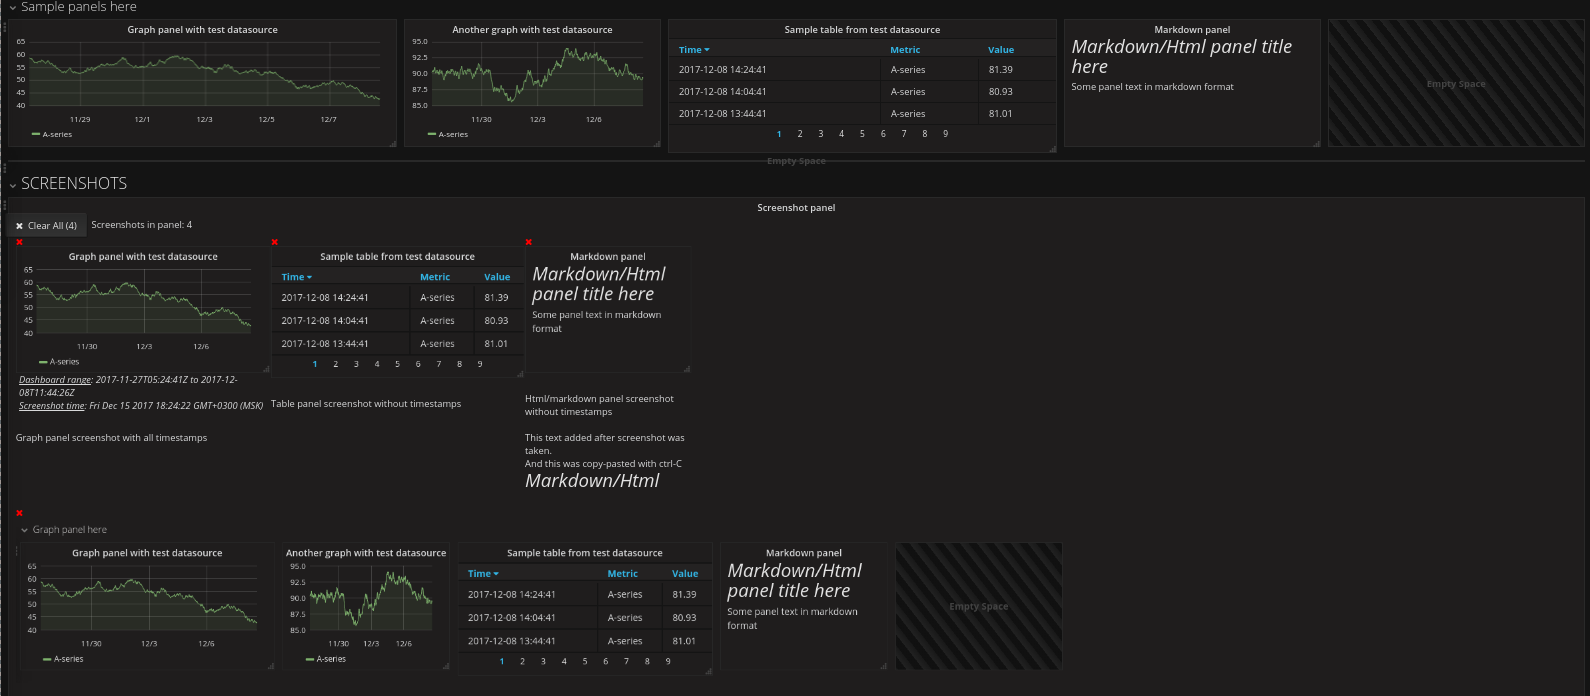 Sample panels here
Graph panel with test datasource
65
60
55
50
45
40
11/29 12/1 12/3 12/5 12/7
A-series
Another graph with test datasource
95.0
92.5
90.0
87.5
85.0
11/30 12/3 12/6
A-series
Sample table from test datasource
Time Metric Value
2017-12-08 14:24:41 A-series 81.39
2017-12-08 14:04:41 A-series 80.93
2017-12-08 13:44:41 A-series 81.01
1 2 3 4 5 6 7 8 9
Markdown panel
Markdown/Html panel title
here
Some panel text in markdown format
Empty Space
Empty Space
SCREENSHOTS
Screenshot panel
Clear All (4) Screenshots in panel: 4
Graph panel with test datasource
65
60
55
50
45
40
11/30 12/3 12/6
A-series
Dashboard range: 2017-11-27T05:24:41Z to 2017-12-
08T11:44:26Z
Screenshot time: Fri Dec 15 2017 18:24:22 GMT+0300 (MSK)
Graph panel screenshot with all timestamps
Sample table from test datasource
Time Metric Value
2017-12-08 14:24:41 A-series 81.39
2017-12-08 14:04:41 A-series 80.93
2017-12-08 13:44:41 A-series 81.01
1 2 3 4 5 6 7 8 9
Table panel screenshot without timestamps
Markdown panel
Markdown/Html
panel title here
Some panel text in markdown
format
Html/markdown panel screenshot
without timestamps
This text added after screenshot was
taken.
And this was copy-pasted with ctrl-C
Markdown/Html
Graph panel here
Graph panel with test datasource
65
60
55
50
45
40
11/30 12/3 12/6
A-series
Another graph with test datasource
95.0
92.5
90.0
87.5
85.0
11/30 12/3 12/6
A-series
Sample table from test datasource
Time Metric Value
2017-12-08 14:24:41 A-series 81.39
2017-12-08 14:04:41 A-series 80.93
2017-12-08 13:44:41 A-series 81.01
1 2 3 4 5 6 7 8 9
Markdown panel
Markdown/Html
panel title here
Some panel text in markdown
format
Empty Space